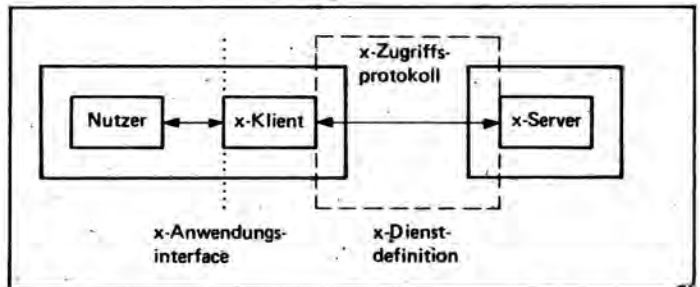 x-Zugriffs-
protokoll
Nutzer
x-Klient
x-Server
x-Anwendungs-
interface
x-Dienst-
definition